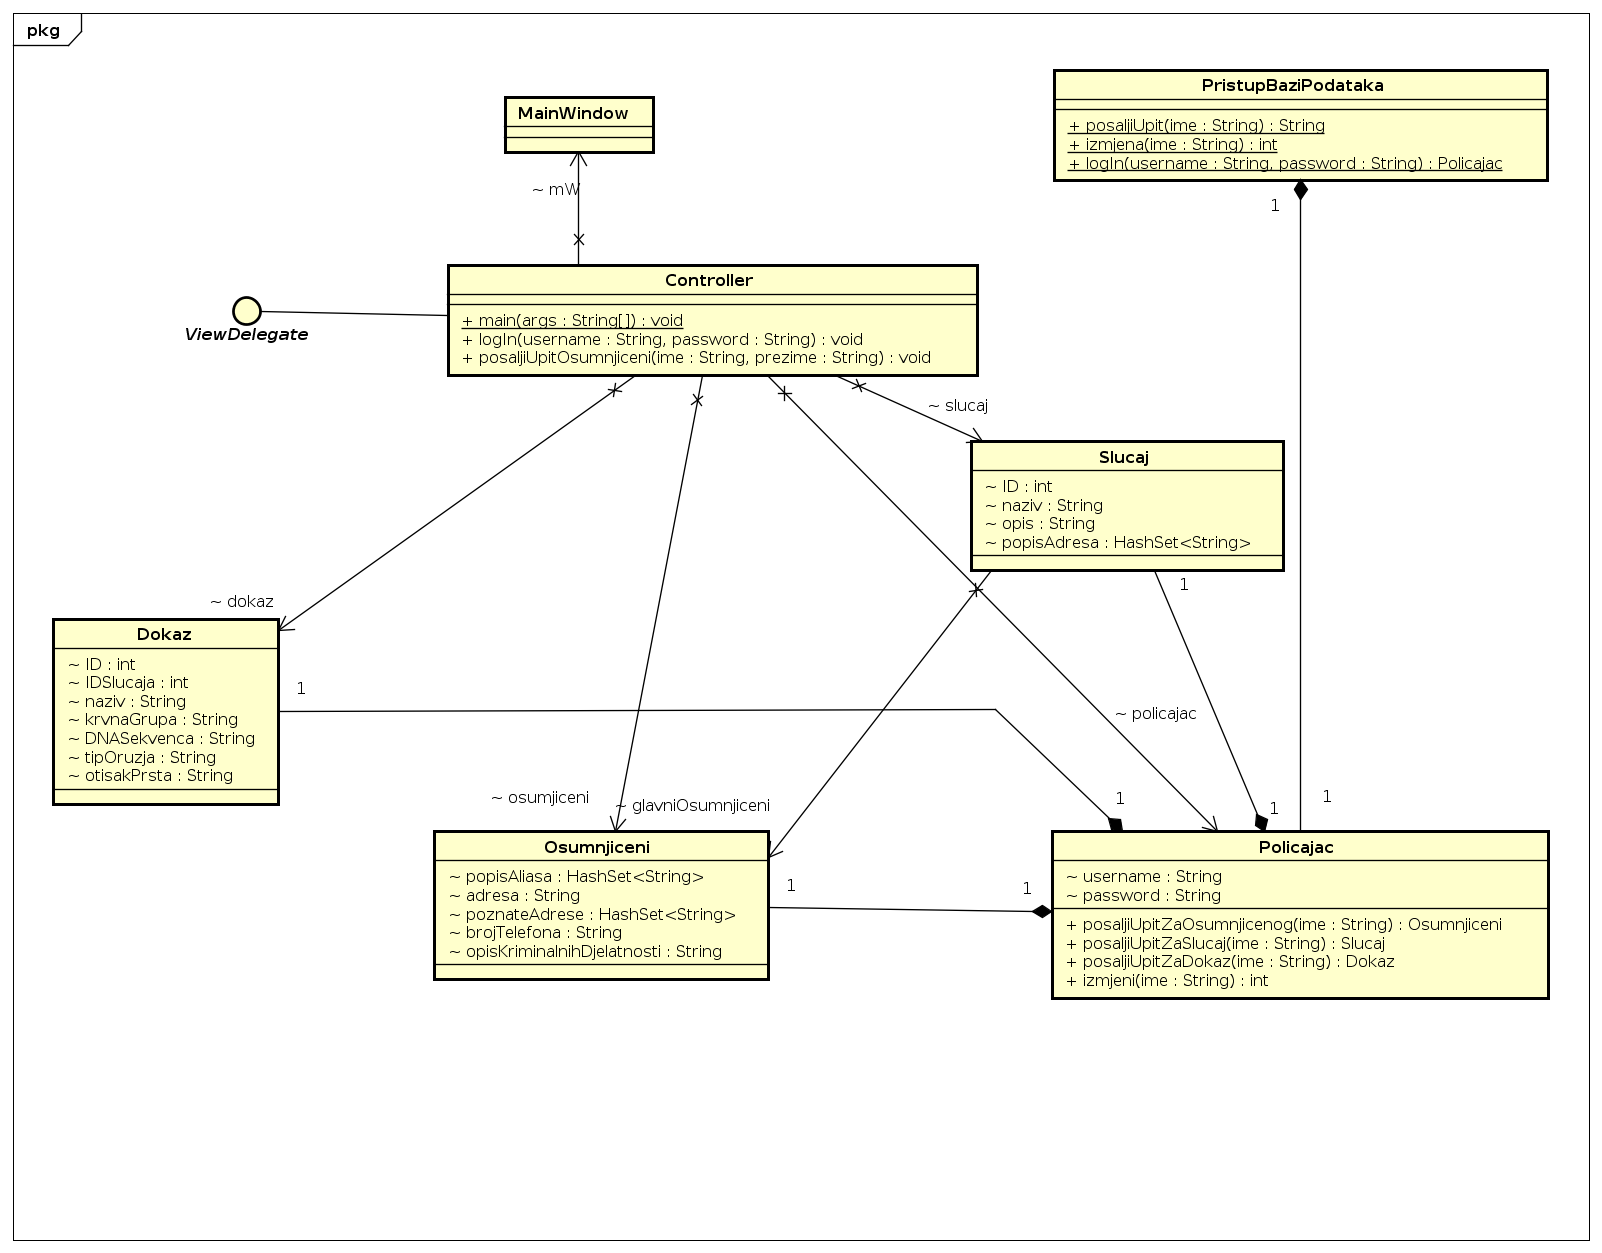 pkg
MainWindow
~ mW
PristupBaziPodataka
+ posaljiUpit(ime : String) : String
+ izmjena(ime : String) : int
+ logIn(username : String, password : String) : Policajac
1
ViewDelegate
Controller
+ main(args : String[]) : void
+ logIn(username : String, password : String) : void
+ posaljiUpitOsumnjiceni(ime : String, prezime : String) : void
~ slucaj
Slucaj
~ ID : int
~ naziv : String
~ opis : String
~ popisAdresa : HashSet<String>
1
~ dokaz
Dokaz
~ ID : int
~ IDSlucaja : int
~ naziv : String
~ krvnaGrupa : String
~ DNASekvenca : String
~ tipOruzja : String
~ otisakPrsta : String
1
~ policajac
~ osumjiceni
~ glavniOsumnjiceni
1
1
1
Osumnjiceni
~ popisAliasa : HashSet<String>
~ adresa : String
~ poznateAdrese : HashSet<String>
~ brojTelefona : String
~ opisKriminalnihDjelatnosti : String
1
1
Policajac
~ username : String
~ password : String
+ posaljiUpitZaOsumnjicenog(ime : String) : Osumnjiceni
+ posaljiUpitZaSlucaj(ime : String) : Slucaj
+ posaljiUpitZaDokaz(ime : String) : Dokaz
+ izmjeni(ime : String) : int